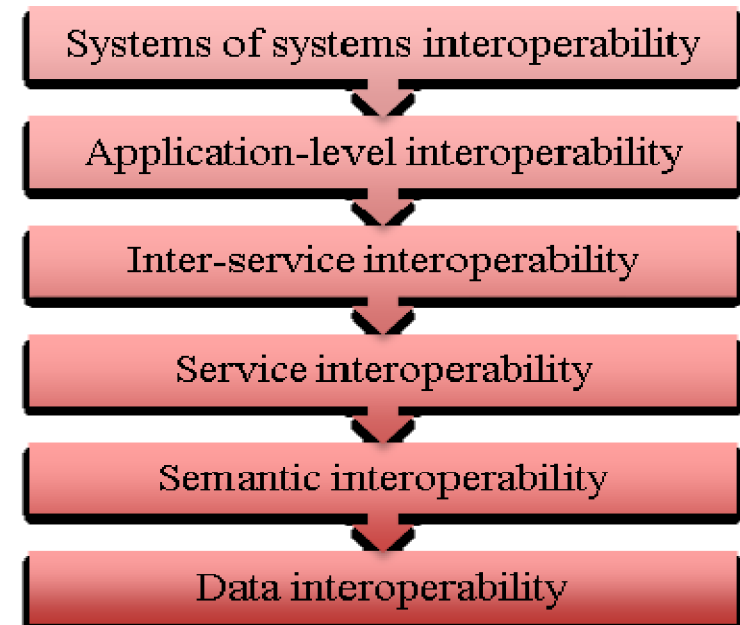 Systems of systems interoperability
Application-level interoperability
Inter-service interoperability
Service interoperability
Semantic interoperability
Data interoperability